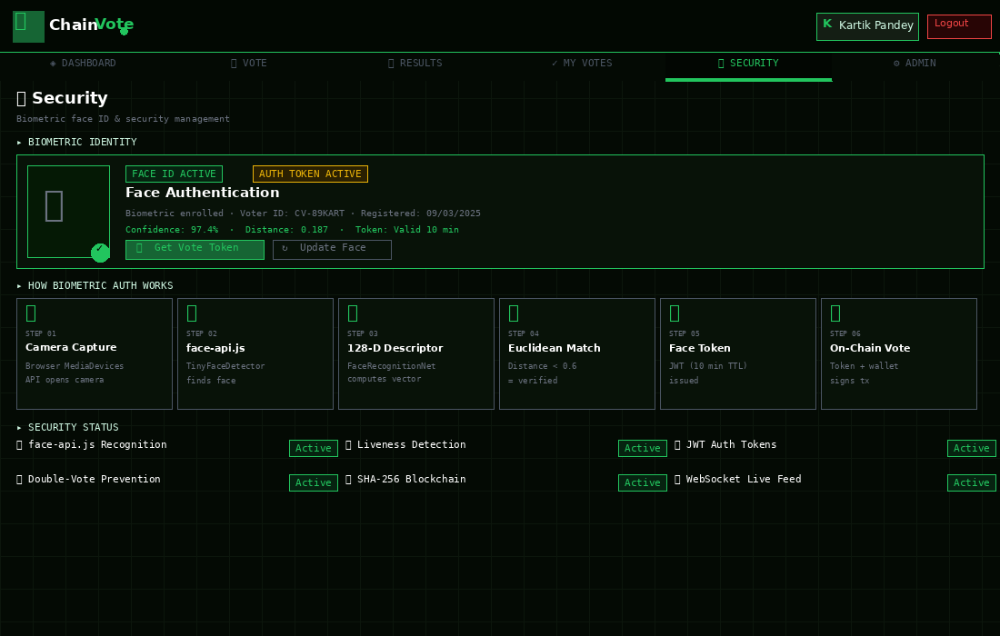 ChainVote
K Kartik Pandey
Logout
◈ DASHBOARD
VOTE
RESULTS
✓ MY VOTES
SECURITY
⚙ ADMIN
Security
Biometric face ID & security management
▸ BIOMETRIC IDENTITY
FACE ID ACTIVE
AUTH TOKEN ACTIVE
Face Authentication
Biometric enrolled · Voter ID: CV-89KART · Registered: 09/03/2025
Confidence: 97.4% · Distance: 0.187 · Token: Valid 10 min
✓
Get Vote Token
↻ Update Face
▸ HOW BIOMETRIC AUTH WORKS
STEP 01
Camera Capture
Browser MediaDevices
API opens camera
STEP 02
face-api.js
TinyFaceDetector
finds face
STEP 03
128-D Descriptor
FaceRecognitionNet
computes vector
STEP 04
Euclidean Match
Distance < 0.6
= verified
STEP 05
Face Token
JWT (10 min TTL)
issued
STEP 06
On-Chain Vote
Token + wallet
signs tx
▸ SECURITY STATUS
face-api.js Recognition
Active
Liveness Detection
Active
JWT Auth Tokens
Active
Double-Vote Prevention
Active
SHA-256 Blockchain
Active
WebSocket Live Feed
Active